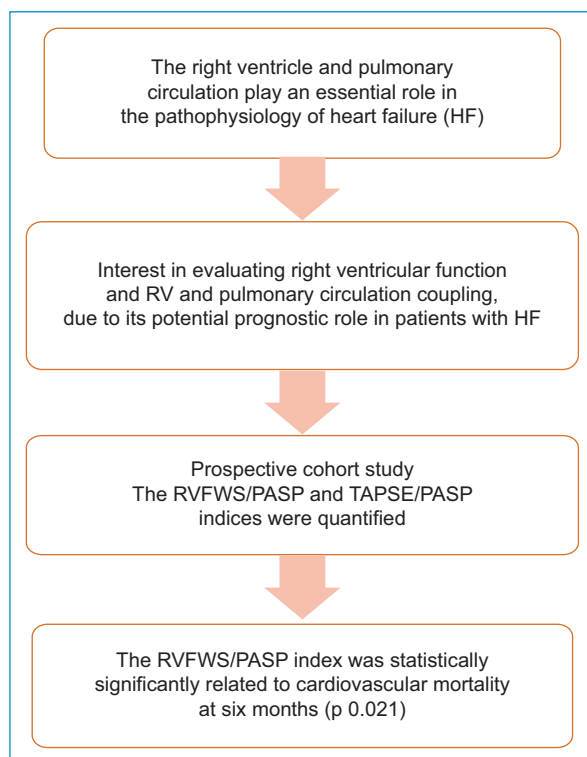 The right ventricle and pulmonary
circulation play an essential role in
the pathophysiology of heart failure (HF)
Interest in evaluating right ventricular function
and RV and pulmonary circulation coupling,
due to its potential prognostic role in patients with HF
Prospective cohort study
The RVFWS/PASP and TAPSE/PASP
indices were quantified
The RVFWS/PASP index was statistically
significantly related to cardiovascular mortality
at six months (p 0.021)